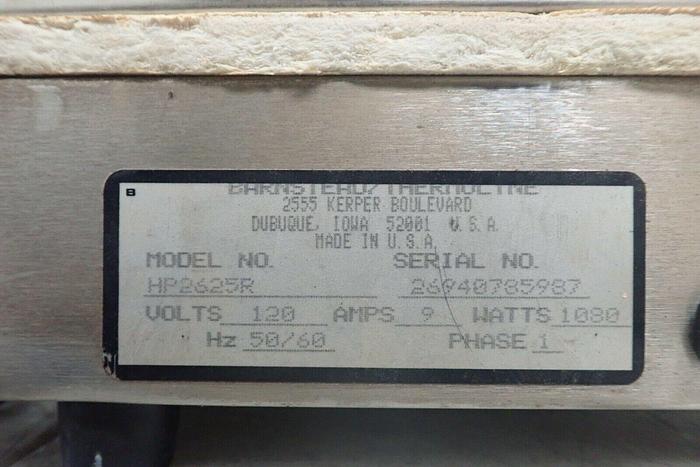 B
BARNSTEAD/THERMOLYNE
2555 KERPER BOULEVARD
DUBUQUE, IOWA 52001 U.S.A.
MADE IN U.S.A.
MODEL NO. SERIAL NO.
HP2625R 26940785987
VOLTS 120 AMPS 9 WATTS 1080
Hz 50/60 PHASE 1